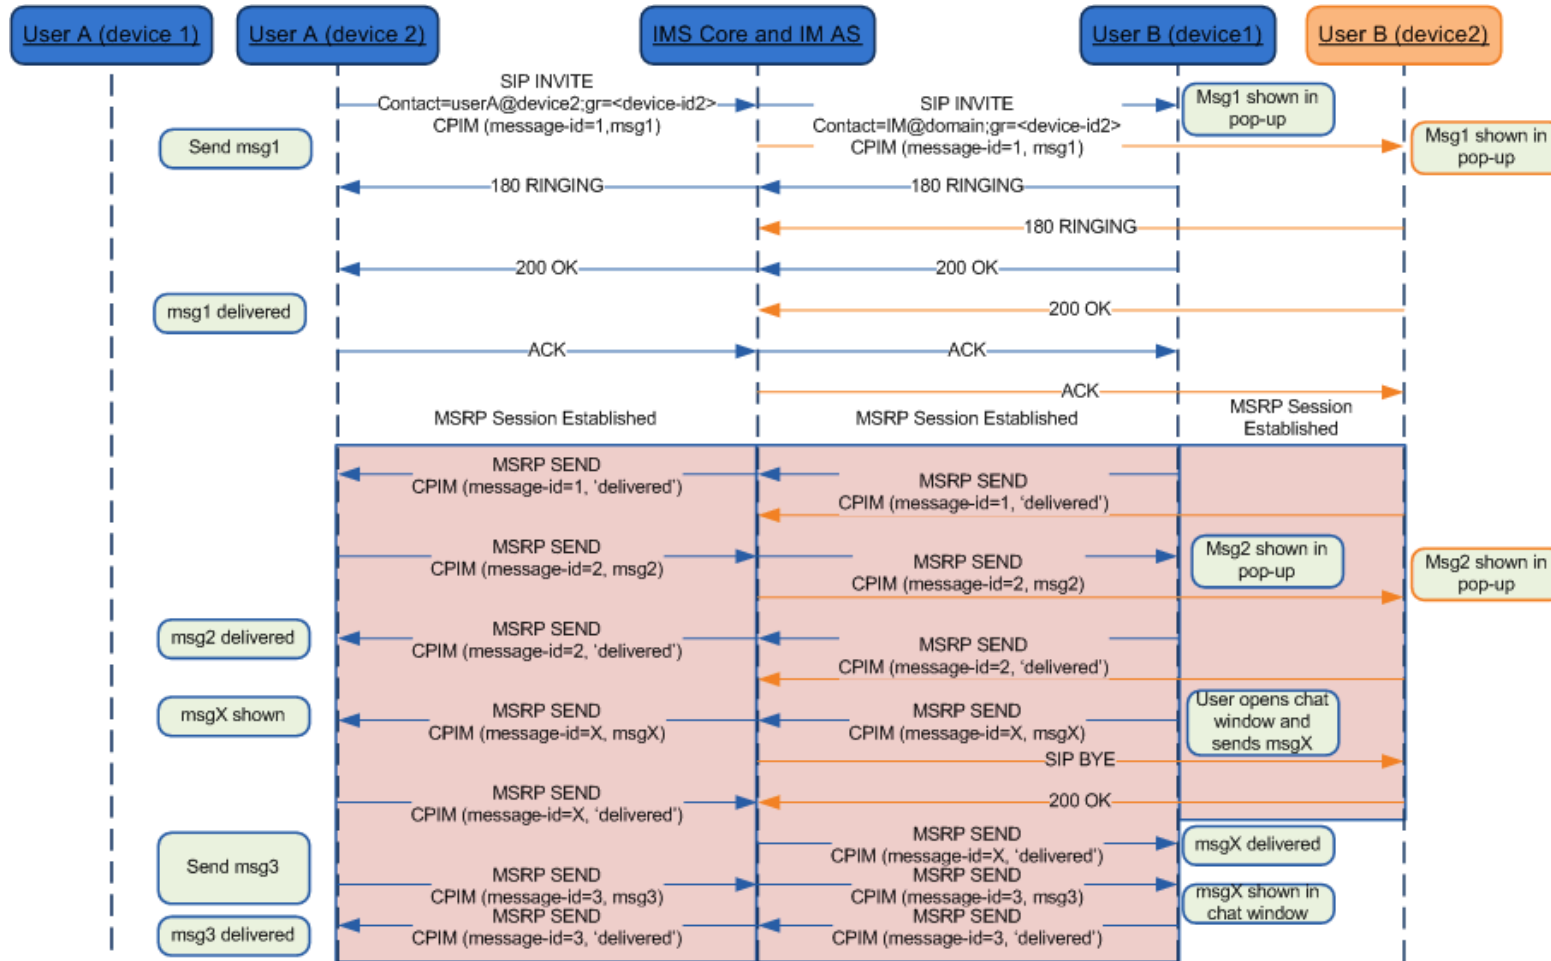 User A (device 1)
User A (device 2)
IMS Core and IM AS
User B (device1)
User B (device2)
SIP INVITE
Contact=userA@device2;gr=<device-id2>
CPIM (message-id=1,msg1)
SIP INVITE
Contact=IM@domain;gr=<device-id2>
CPIM (message-id=1, msg1)
Msg1 shown in
pop-up
Msg1 shown in
pop-up
Send msg1
180 RINGING
180 RINGING
180 RINGING
200 OK
200 OK
msg1 delivered
200 OK
ACK
ACK
ACK
MSRP Session Established
MSRP Session Established
MSRP Session
Established
MSRP SEND
CPIM (message-id=1, ‘delivered’)
MSRP SEND
CPIM (message-id=1, ‘delivered’)
MSRP SEND
CPIM (message-id=2, msg2)
MSRP SEND
CPIM (message-id=2, msg2)
Msg2 shown in
pop-up
Msg2 shown in
pop-up
msg2 delivered
MSRP SEND
CPIM (message-id=2, ‘delivered’)
MSRP SEND
CPIM (message-id=2, ‘delivered’)
msgX shown
MSRP SEND
CPIM (message-id=X, msgX)
MSRP SEND
CPIM (message-id=X, msgX)
User opens chat
window and
sends msgX
SIP BYE
MSRP SEND
CPIM (message-id=X, ‘delivered’)
200 OK
MSRP SEND
CPIM (message-id=X, ‘delivered’)
msgX delivered
Send msg3
MSRP SEND
CPIM (message-id=3, msg3)
MSRP SEND
CPIM (message-id=3, msg3)
msgX shown in
chat window
msg3 delivered
MSRP SEND
CPIM (message-id=3, ‘delivered’)
MSRP SEND
CPIM (message-id=3, ‘delivered’)